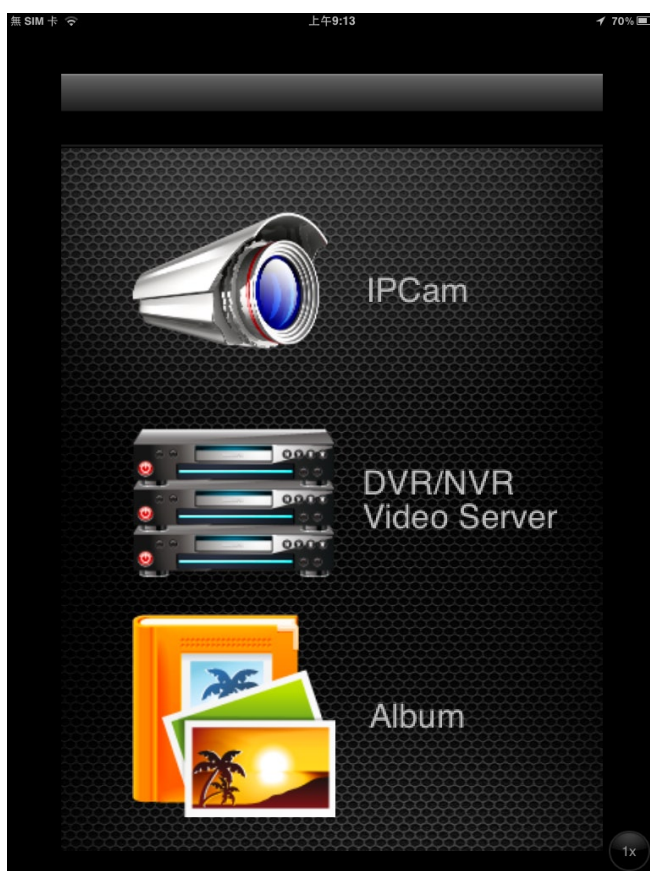 無 SIM 卡
上午9:13
70%
IPCam
DVR/NVR
Video Server
Album
1x